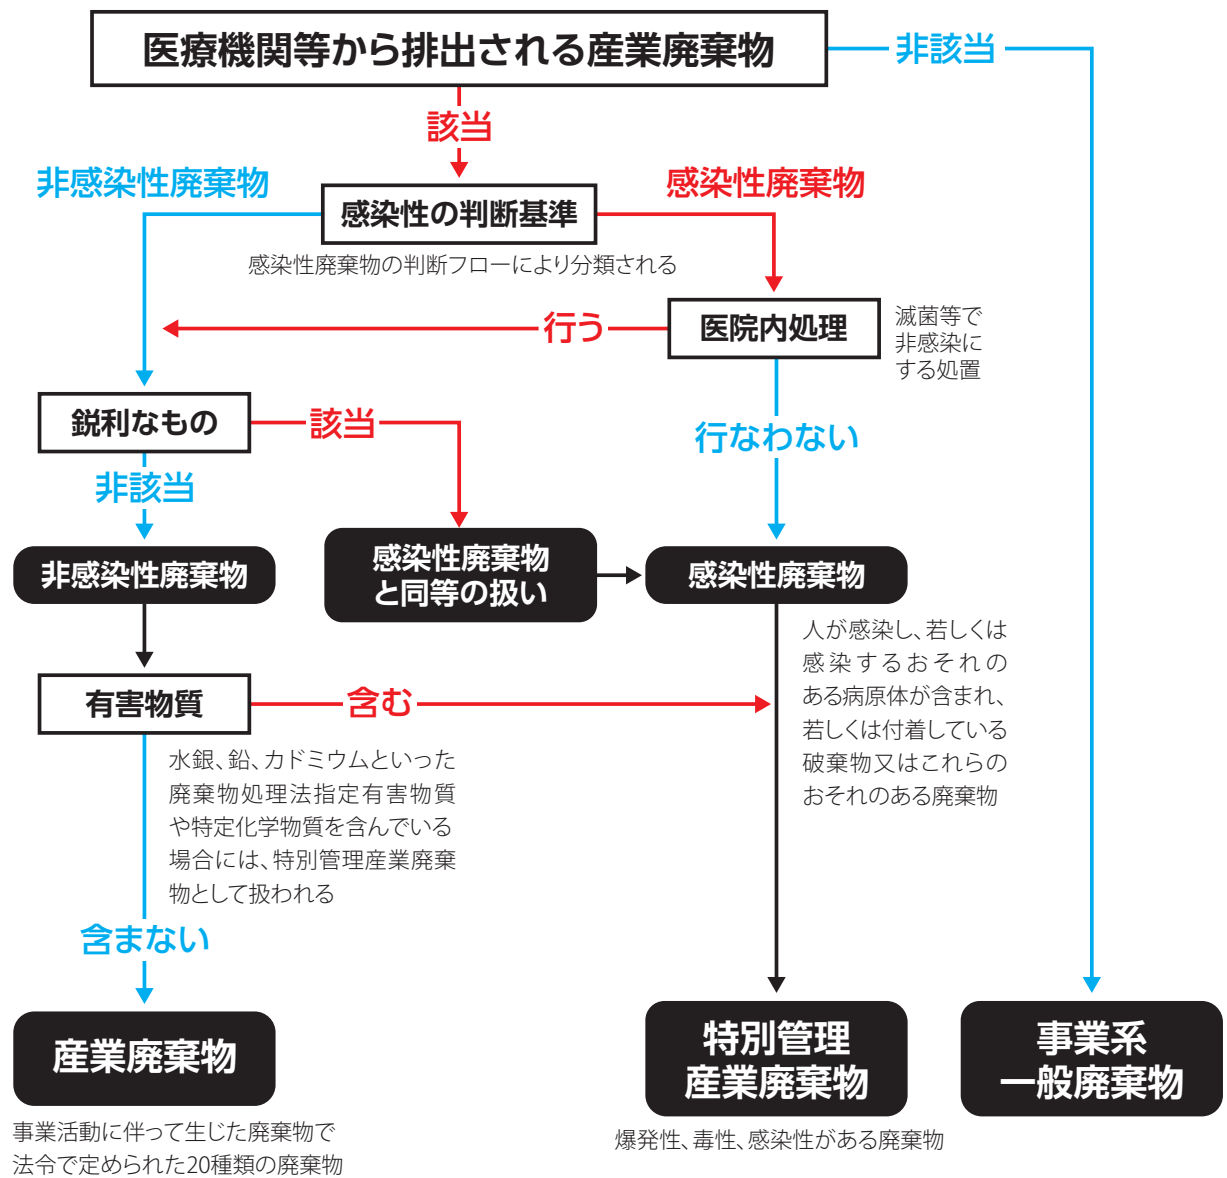 医療機関等から排出される産業廃棄物
非該当
該当
非感染性廃棄物
感染性廃棄物
感染性の判断基準
感染性廃棄物の判断フローにより分類される
行う
医院内処理
滅菌等で
非感染に
する処置
鋭利なもの
該当
行なわない
非該当
非感染性廃棄物
感染性廃棄物
と同等の扱い
感染性廃棄物
人が感染し、若しくは
感染するおそれの
ある病原体が含まれ、
若しくは付着している
破棄物又はこれらの
おそれのある廃棄物
有害物質
含む
水銀、鉛、カドミウムといった
廃棄物処理法指定有害物質
や特定化学物質を含んでいる
場合には、特別管理産業廃棄
物として扱われる
含まない
産業廃棄物
事業活動に伴って生じた廃棄物で
法令で定められた20種類の廃棄物
特別管理
産業廃棄物
爆発性、毒性、感染性がある廃棄物
事業系
一般廃棄物